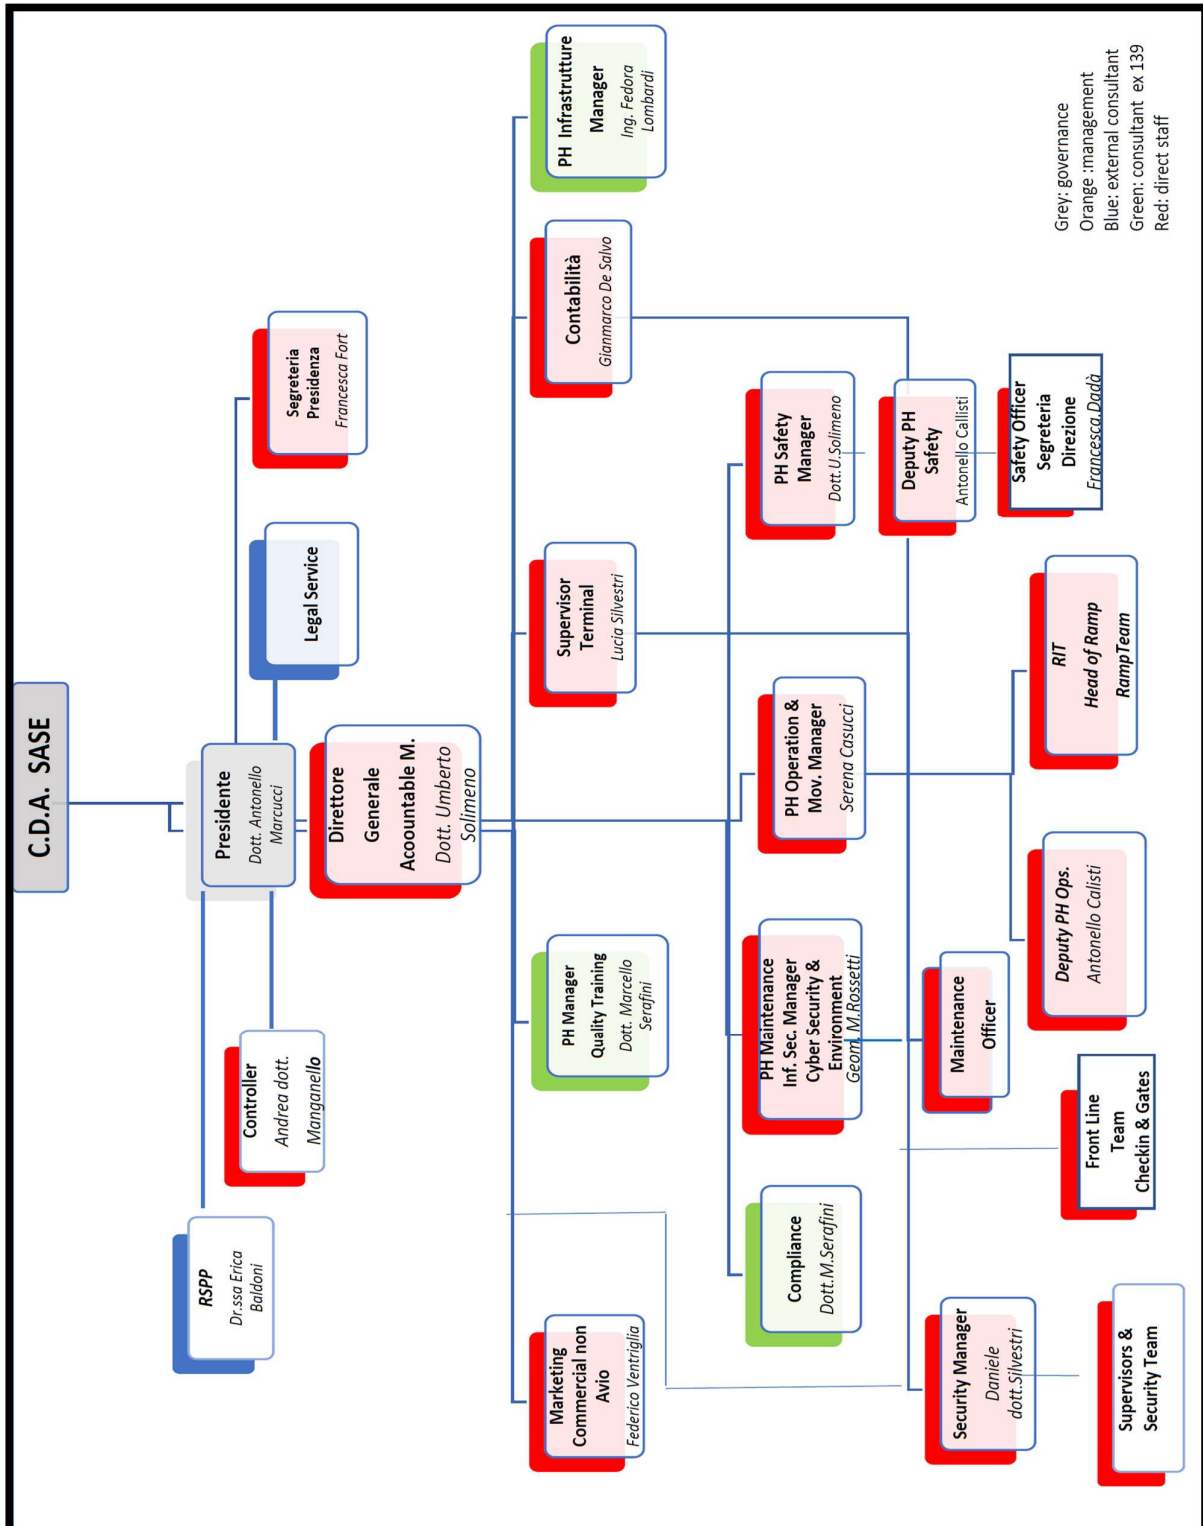 C.D.A. SASE
RSPP
Dr.ssa Erica
Baldoni
Presidente
Dott. Antonello
Marcucci
Controller
Andrea dott.
Manganello
Legal Service
Segreteria
Presidenza
Francesca Fort
Direttore
Generale
Acoountable M.
Dott. Umberto
Solimeno
Marketing
Commercial non
Avio
Federico Ventriglia
PH Manager
Quality Training
Dott. Marcello
Serafini
Supervisor
Terminal
Lucia Silvestri
Contabilità
Gianmarco De Salvo
PH Infrastrutture
Manager
Ing. Fedora
Lombardi
Compliance
Dott.M.Serafini
PH Maintenance
Inf. Sec. Manager
Cyber Security &
Environment
Geom. M.Rossetti
PH Operation &
Mov. Manager
Serena Casucci
PH Safety
Manager
Dott.U.Solimeno
Security Manager
Daniele
dott.Silvestri
Maintenance
Officer
Deputy PH
Safety
Antonello Callisti
Safety Officer
Segreteria
Direzione
Francesca.Dadà
Supervisors &
Security Team
Front Line
Team
Checkin & Gates
Deputy PH Ops.
Antonello Calisti
RIT
Head of Ramp
RampTeam
Grey: governance
Orange :management
Blue: external consultant
Green: consultant ex 139
Red: direct staff